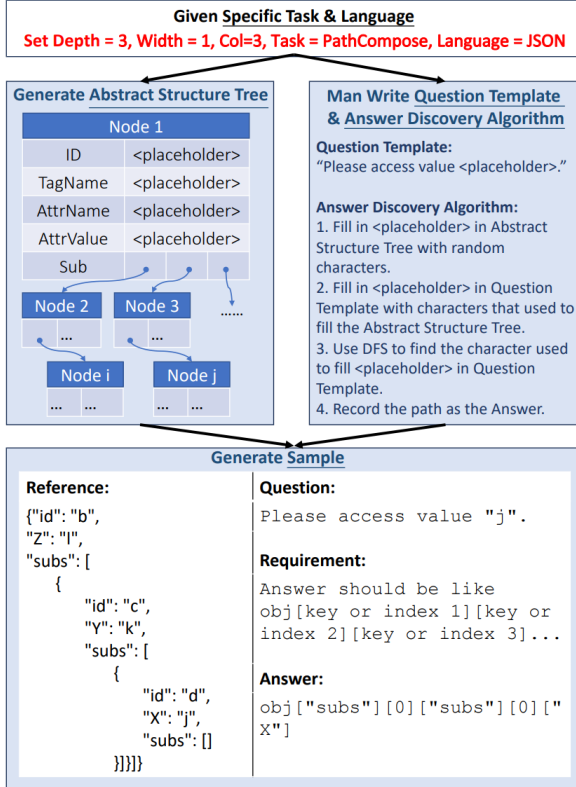 Given Specific Task & Language
Set Depth = 3, Width = 1, Col=3, Task = PathCompose, Language = JSON
Generate Abstract Structure Tree
Node 1
ID <placeholder>
TagName <placeholder>
AttrName <placeholder>
AttrValue <placeholder>
Sub
Node 2 Node 3 ......
... ...
Node i Node j
... ... ... ...
Man Write Question Template
& Answer Discovery Algorithm
Question Template:
“Please access value <placeholder>.”
Answer Discovery Algorithm:
1. Fill in <placeholder> in Abstract
Structure Tree with random
characters.
2. Fill in <placeholder> in Question
Template with characters that used to
fill the Abstract Structure Tree.
3. Use DFS to find the character used
to fill <placeholder> in Question
Template.
4. Record the path as the Answer.
Generate Sample
Reference:
{"id": "b",
"Z": "l",
"subs": [
{
"id": "c",
"Y": "k",
"subs": [
{
"id": "d",
"X": "j",
"subs": []
}]}]}
Question:
Please access value "j".
Requirement:
Answer should be like
obj[key or index 1][key or
index 2][key or index 3]...
Answer:
obj["subs"][0]["subs"][0]["
X"]